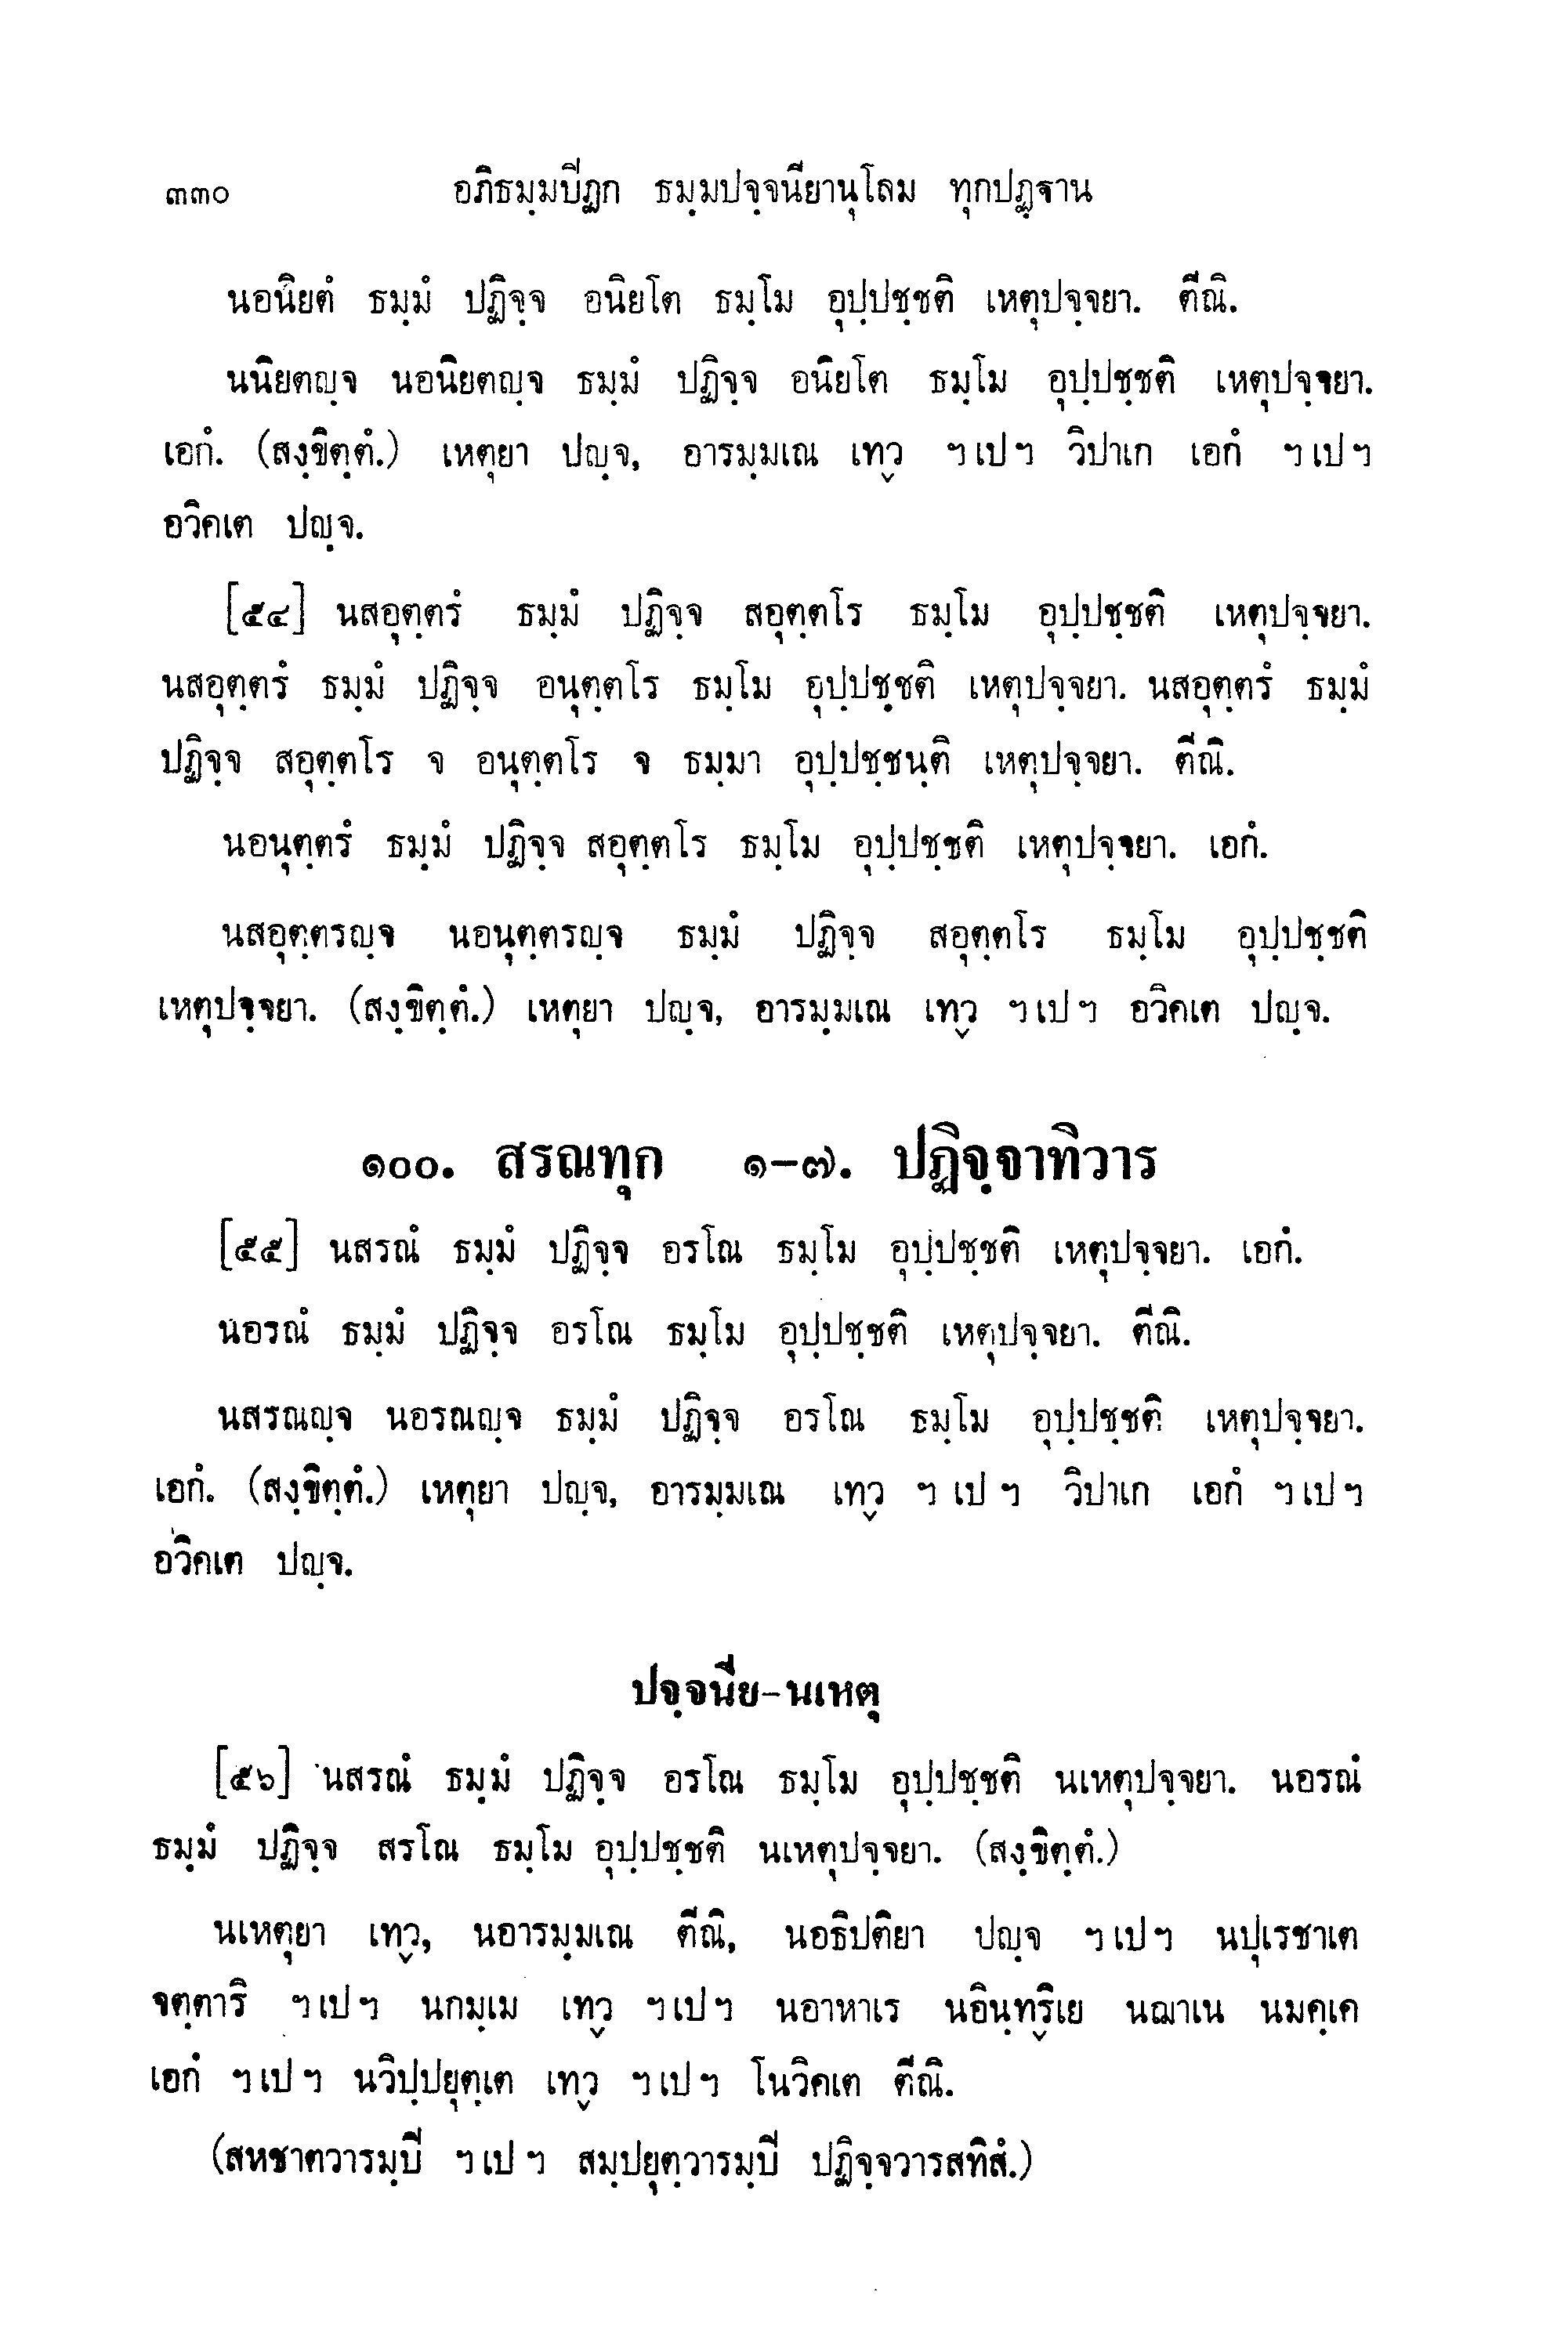 ๓๓๐ อภิธมฺมปีฏก ธมฺมปจฺจนียานุโลม ทุกปฏฺฐาน
นอนิยตํ ธมฺมํ ปฏิจฺจ อนิยโต ธมฺโม อุปฺปชฺชติ เหตุปจฺจยา. ตีณิ.
นนิยตญฺจ นอนิยตญฺจ ธมฺมํ ปฏิจฺจ อนิยโต ธมฺโม อุปฺปชฺชติ เหตุปจฺจยา.
เอกํ. (สงฺขิตฺตํ.) เหตุยา ปญฺจ, อารมฺมเณ เทฺว ฯเปฯ วิปาเก เอกํ ฯเปฯ
อวิคเต ปญฺจ.
[๕๔] นสอุตฺตรํ ธมฺมํ ปฏิจฺจ สอุตฺตโร ธมฺโม อุปฺปชฺชติ เหตุปจฺจยา.
นสอุตฺตรํ ธมฺมํ ปฏิจฺจ อนุตฺตโร ธมฺโม อุปฺปชฺชติ เหตุปจฺจยา. นสอุตฺตรํ ธมฺมํ
ปฏิจฺจ สอุตฺตโร จ อนุตฺตโร จ ธมฺมา อุปฺปชฺชนฺติ เหตุปจฺจยา. ตีณิ.
นอนุตฺตรํ ธมฺมํ ปฏิจฺจ สอุตฺตโร ธมฺโม อุปฺปชฺชติ เหตุปจฺจยา. เอกํ.
นสอุตฺตรญฺจ นอนุตฺตรญฺจ ธมฺมํ ปฏิจฺจ สอุตฺตโร ธมฺโม อุปฺปชฺชติ
เหตุปจฺจยา. (สงฺขิตฺตํ.) เหตุยา ปญฺจ, อารมฺมเณ เทฺว ฯเปฯ อวิคเต ปญฺจ.
๑๐๐. สรณทุก ๑-๗. ปฏิจฺจาทิวาร
[๕๕] นสรณํ ธมฺมํ ปฏิจฺจ อรโณ ธมฺโม อุปฺปชฺชติ เหตุปจฺจยา. เอกํ.
นอรณํ ธมฺมํ ปฏิจฺจ อรโณ ธมฺโม อุปฺปชฺชติ เหตุปจฺจยา. ตีณิ.
นสรณญฺจ นอรณญฺจ ธมฺมํ ปฏิจฺจ อรโณ ธมฺโม อุปฺปชฺชติ เหตุปจฺจยา.
เอกํ. (สงฺขิตฺตํ.) เหตุยา ปญฺจ, อารมฺมเณ เทฺว ฯเปฯ วิปาเก เอกํ ฯเปฯ
อวิคเต ปญฺจ.
ปจฺจนีย-นเหตุ
[๕๖] นสรณํ ธมฺมํ ปฏิจฺจ อรโณ ธมฺโม อุปฺปชฺชติ นเหตุปจฺจยา. นอรณํ
ธมฺมํ ปฏิจฺจ สรโณ ธมฺโม อุปฺปชฺชติ นเหตุปจฺจยา. (สงฺขิตฺตํ.)
นเหตุยา เทฺว, นอารมฺมเณ ตีณิ, นอธิปติยา ปญฺจ ฯเปฯ นปุเรชาเต
จตฺตาริ ฯเปฯ นกมฺเม เทฺว ฯเปฯ นอาหาเร นอินฺทฺริเย นฌาเน นมคฺเค
เอกํ ฯเปฯ นวิปฺปยุตฺเต เทฺว ฯเปฯ โนวิคเต ตีณิ.
(สหชาตวารมฺปี ฯเปฯ สมฺปยุตฺวารมฺปี ปฏิจฺจวารสทิสํ.)